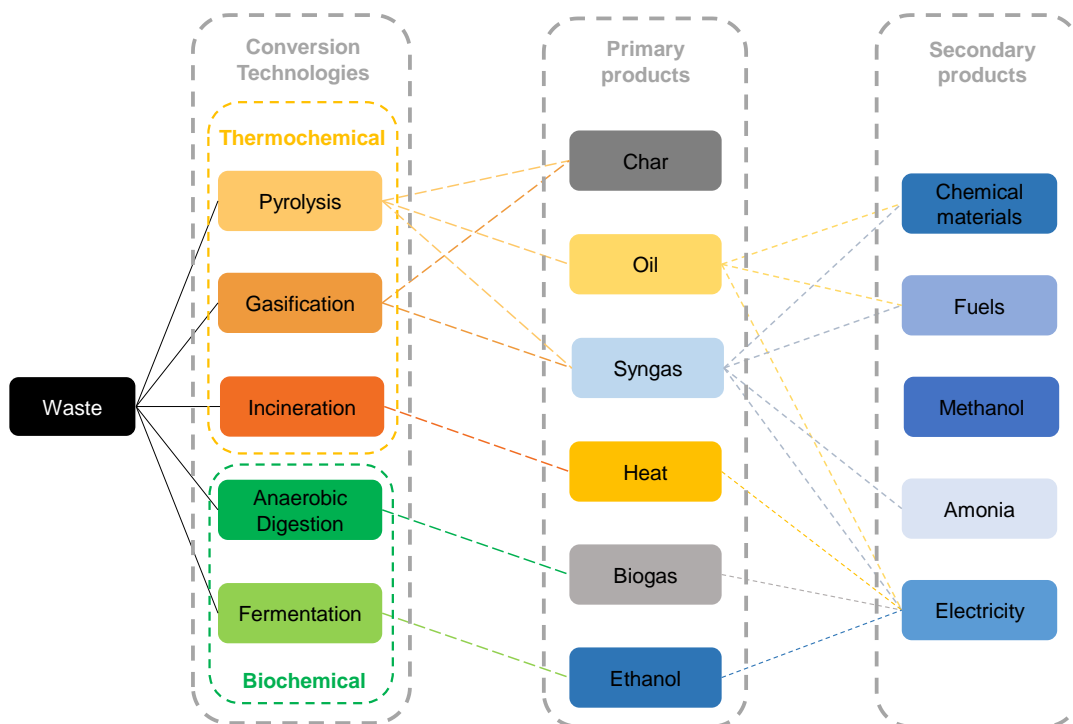 Waste
Conversion
Technologies
Thermochemical
Pyrolysis
Gasification
Incineration
Anaerobic
Digestion
Fermentation
Biochemical
Primary
products
Char
Oil
Syngas
Heat
Biogas
Ethanol
Secondary
products
Chemical
materials
Fuels
Methanol
Amonia
Electricity